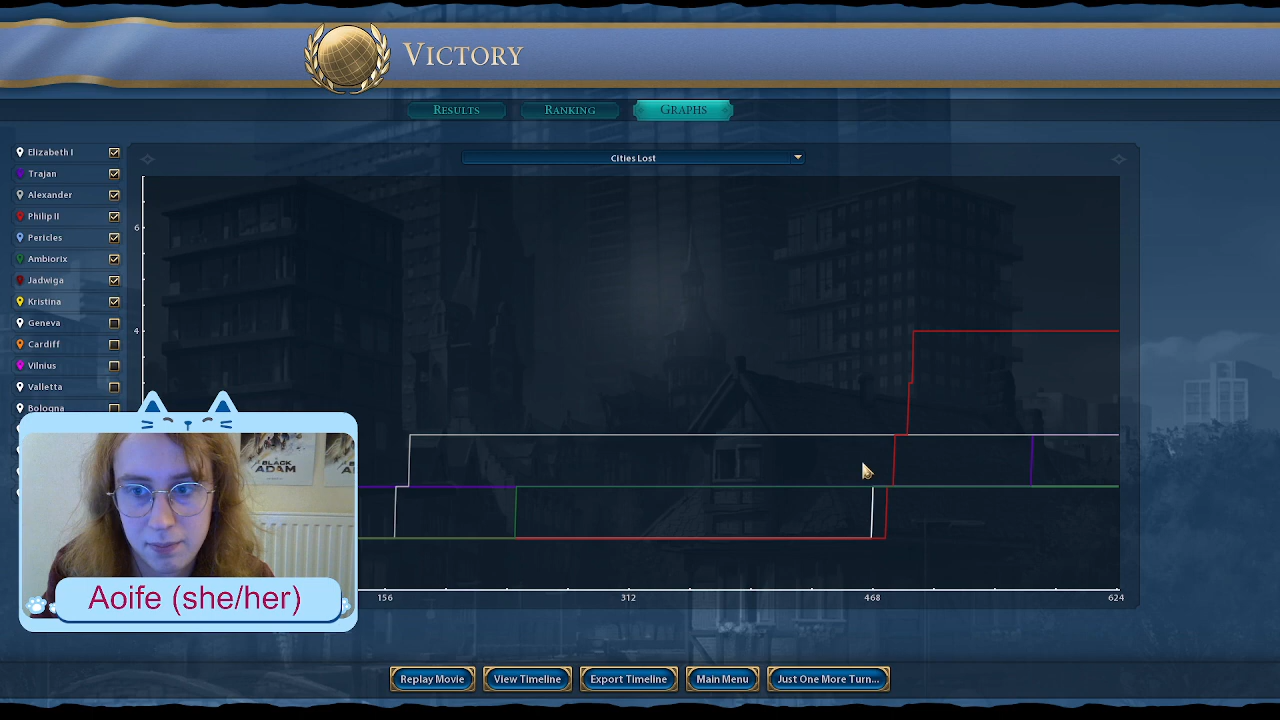 VICTORY
RESULTS
RANKING
GRAPHS
Cities Lost
Elizabeth I
Trajan
Alexander
Philip II
Pericles
Ambiorix
Jadwiga
Kristina
Geneva
Cardiff
Vilnius
Valletta
Bologna
6
4
156
312
468
624
BLACK
ADAM
Aoife (she/her)
Replay Movie
View Timeline
Export Timeline
Main Menu
Just One More Turn...